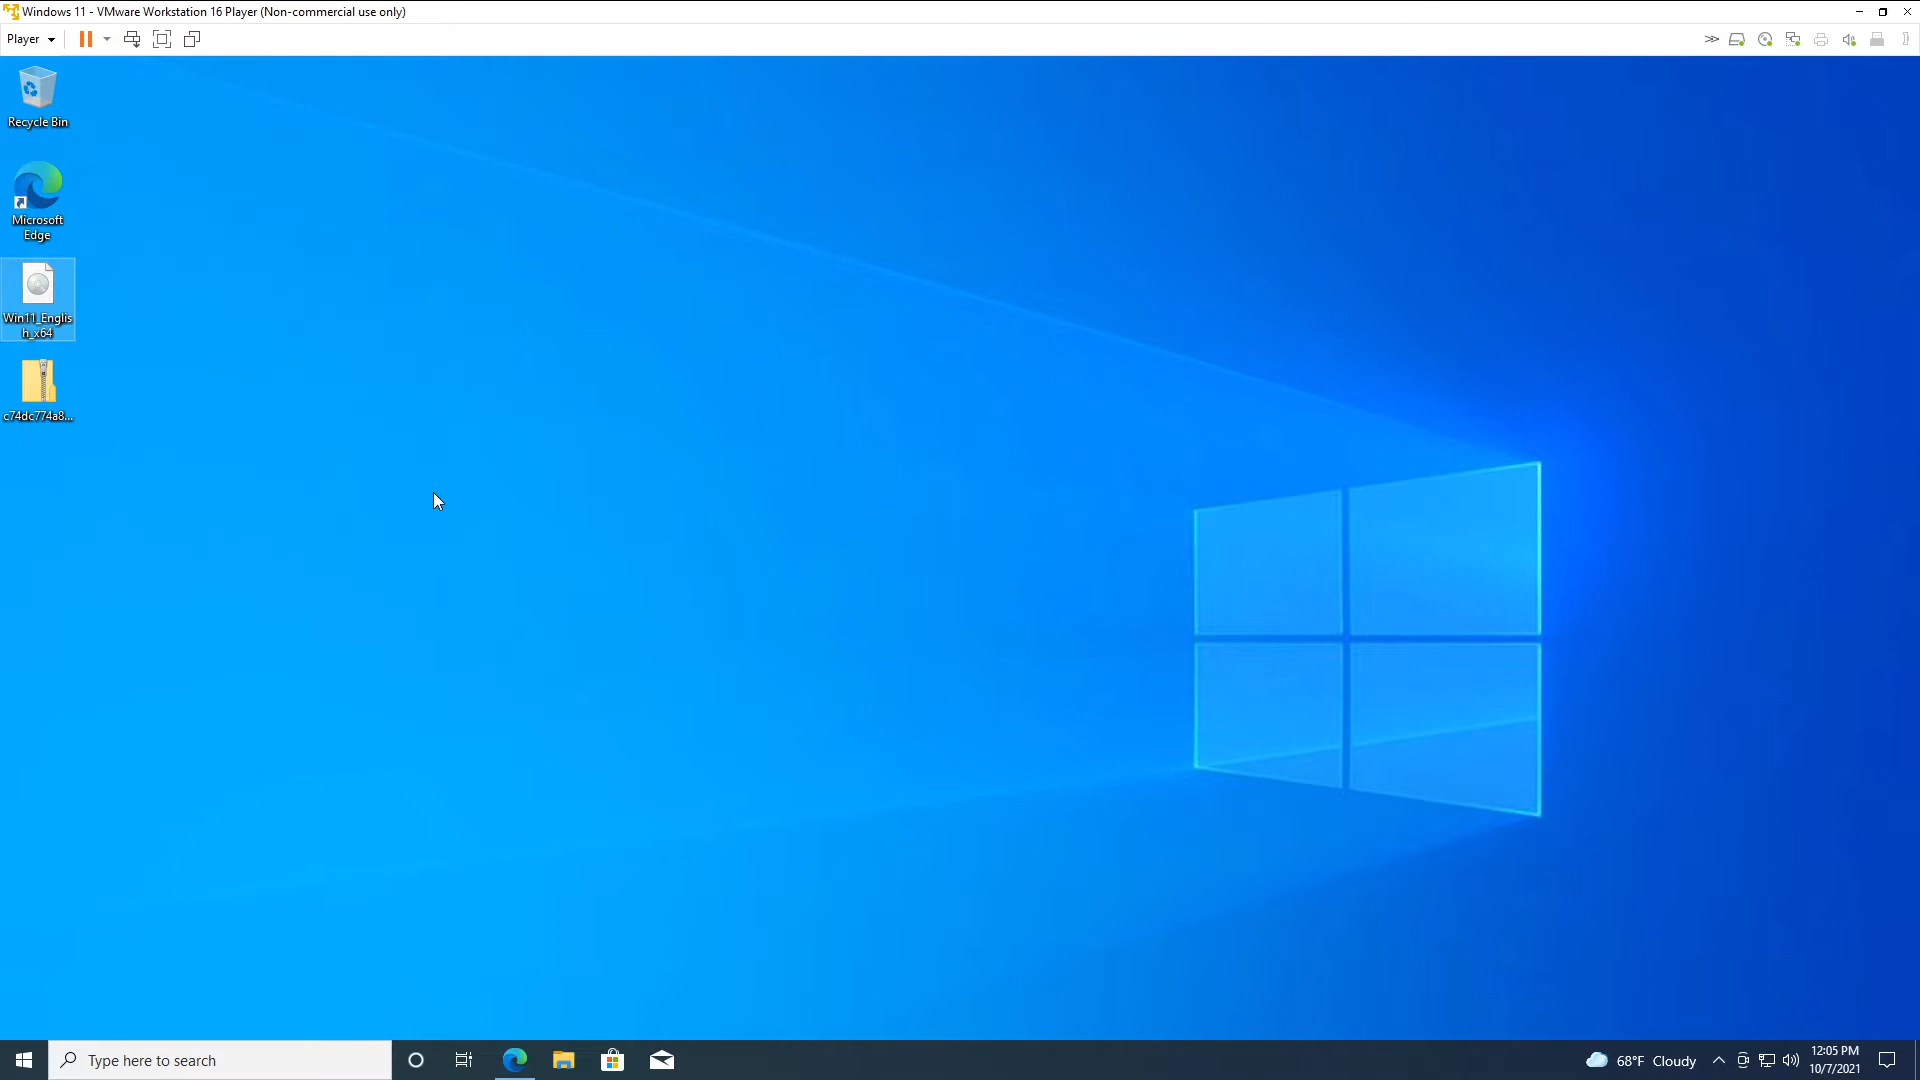 Windows 11 - VMware Workstation 16 Player (Non-commercial use only)
Player
Recycle Bin
Microsoft
Edge
Win11_Englis
h_x64
c74dc774a8...
Type here to search
68°F Cloudy
12:05 PM
10/7/2021